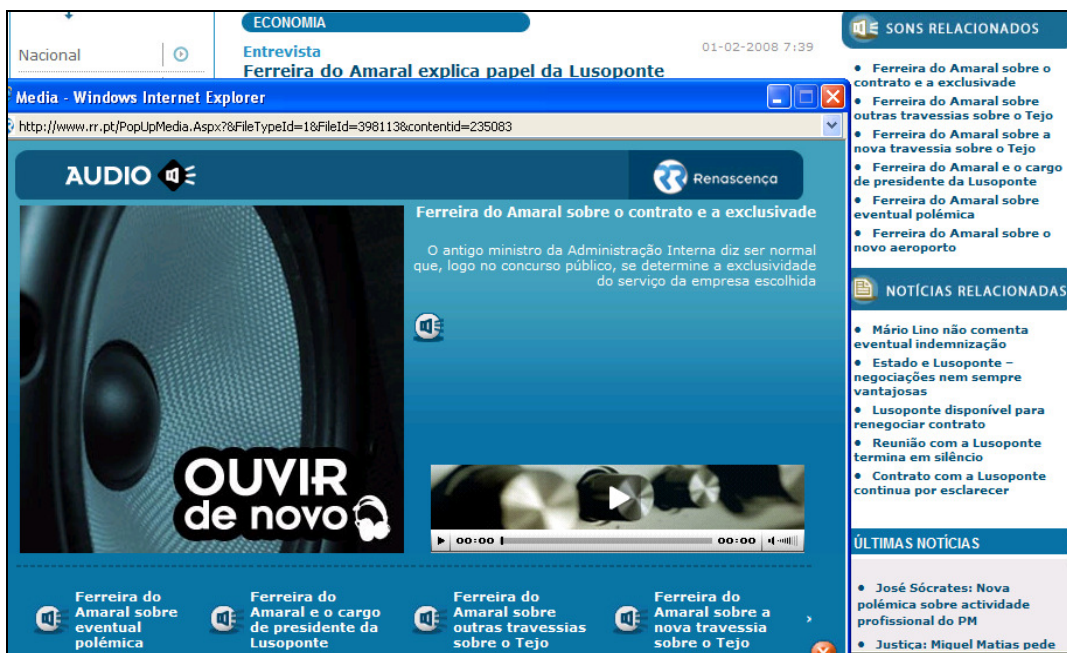 Nacional
ECONOMIA
Entrevista
01-02-2008 7:39
Ferreira do Amaral explica papel da Lusoponte
Media - Windows Internet Explorer
http://www.rr.pt/PopUpMedia.Aspx?&FileTypeId=1&FileId=398113&contentid=235083
AUDIO
Renascença
Ferreira do Amaral sobre o contrato e a exclusivade
O antigo ministro da Administração Interna diz ser normal
que, logo no concurso público, se determine a exclusividade
do serviço da empresa escolhida
OUVIR
de novo
00:00
00:00
Ferreira do
Amaral sobre
eventual
polémica
Ferreira do
Amaral e o cargo
de presidente da
Lusoponte
Ferreira do
Amaral sobre
outras travessias
sobre o Tejo
Ferreira do
Amaral sobre a
nova travessia
sobre o Tejo
SONS RELACIONADOS
• Ferreira do Amaral sobre o
contrato e a exclusivade
• Ferreira do Amaral sobre
outras travessias sobre o Tejo
• Ferreira do Amaral sobre a
nova travessia sobre o Tejo
• Ferreira do Amaral e o cargo
de presidente da Lusoponte
• Ferreira do Amaral sobre
eventual polémica
• Ferreira do Amaral sobre o
novo aeroporto
NOTÍCIAS RELACIONADAS
• Mário Lino não comenta
eventual indemnização
• Estado e Lusoponte –
negociações nem sempre
vantajosas
• Lusoponte disponível para
renegociar contrato
• Reunião com a Lusoponte
termina em silêncio
• Contrato com a Lusoponte
continua por esclarecer
ÚLTIMAS NOTÍCIAS
• José Sócrates: Nova
polémica sobre actividade
profissional do PM
• Justiça: Miguel Matias pede